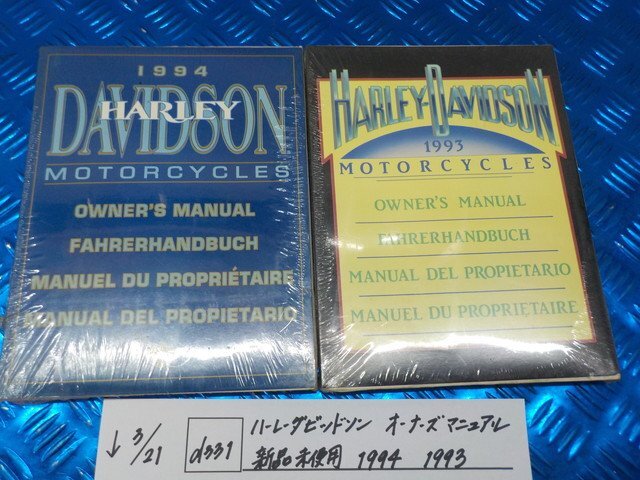 1994
HARLEY
DAVIDSON
MOTORCYCLES
OWNER'S MANUAL
FAHRERHANDBUCH
MANUEL DU PROPRIÉTAIRE
MANUAL DEL PROPIETARIO
HARLEY-DAVIDSON
1993
MOTORCYCLES
OWNER'S MANUAL
FAHRERHANDBUCH
MANUAL DEL PROPIETARIO
MANUEL DU PROPRIETAIRE
↓ 3/21 d331 ハーレーダビッドソン オーナーズマニュアル
新品未使用 1994 1993